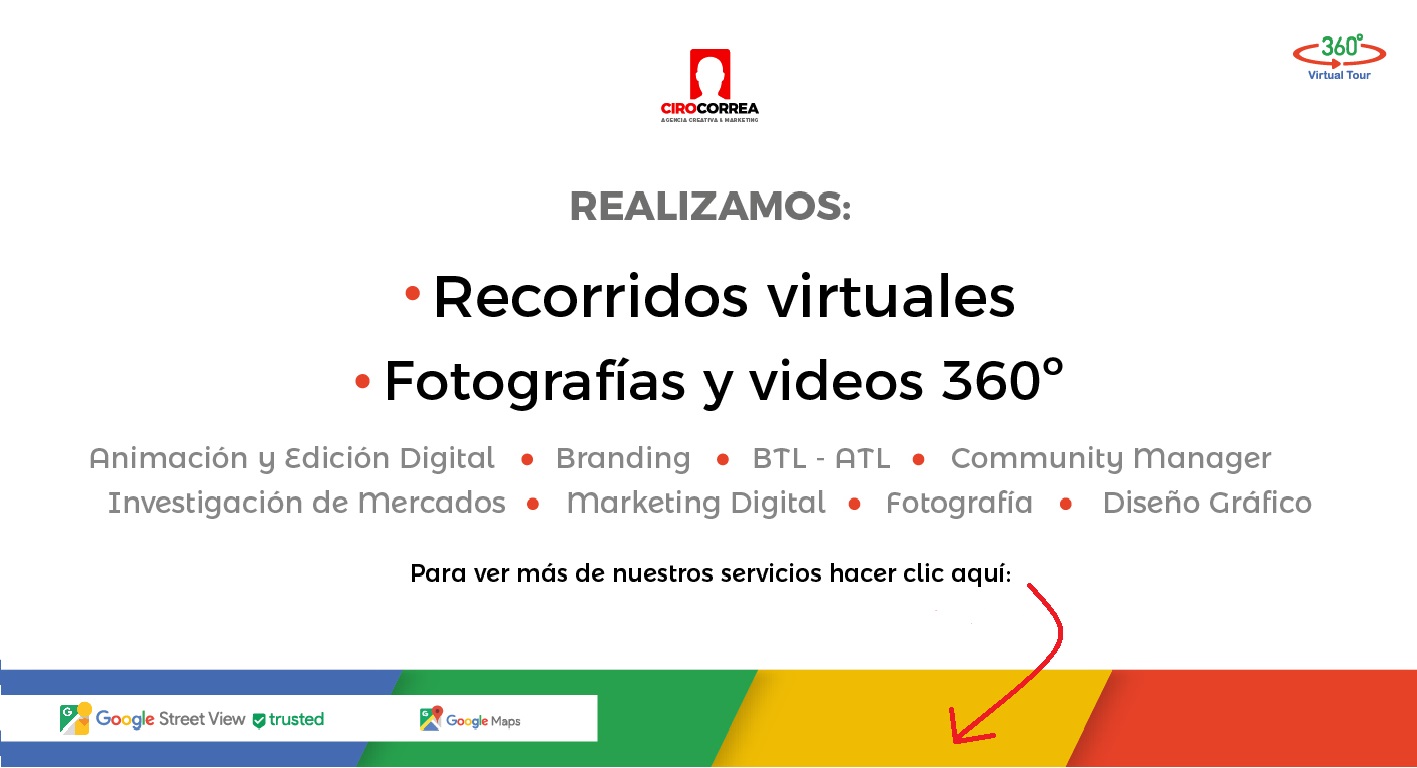 360°
Virtual Tour
CIROCORREA
AGENCIA CREATIVA & MARKETING
REALIZAMOS:
• Recorridos virtuales
• Fotografías y videos 360º
Animación y Edición Digital • Branding • BTL - ATL • Community Manager
Investigación de Mercados • Marketing Digital • Fotografía • Diseño Gráfico
Para ver más de nuestros servicios hacer clic aquí:
G Google Street View trusted G Google Maps